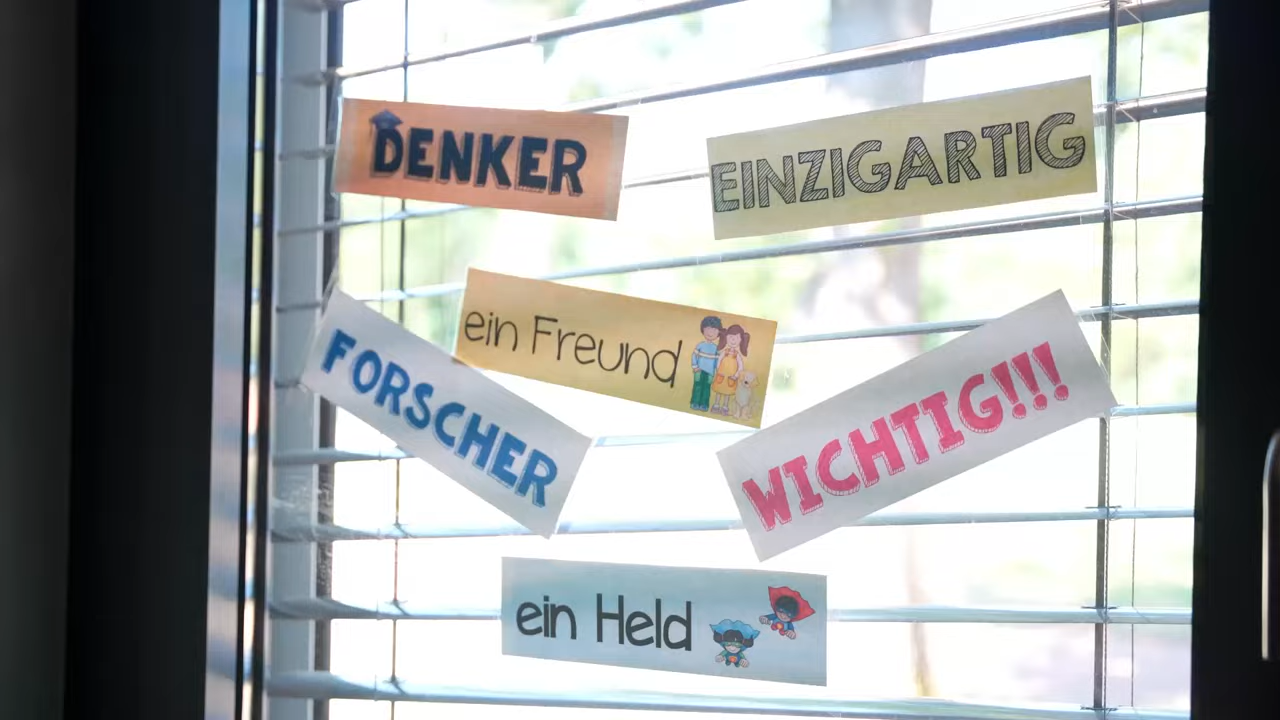 DENKER
EINZIGARTIG
ein Freund
FORSCHER
WICHTIG!!!
ein Held